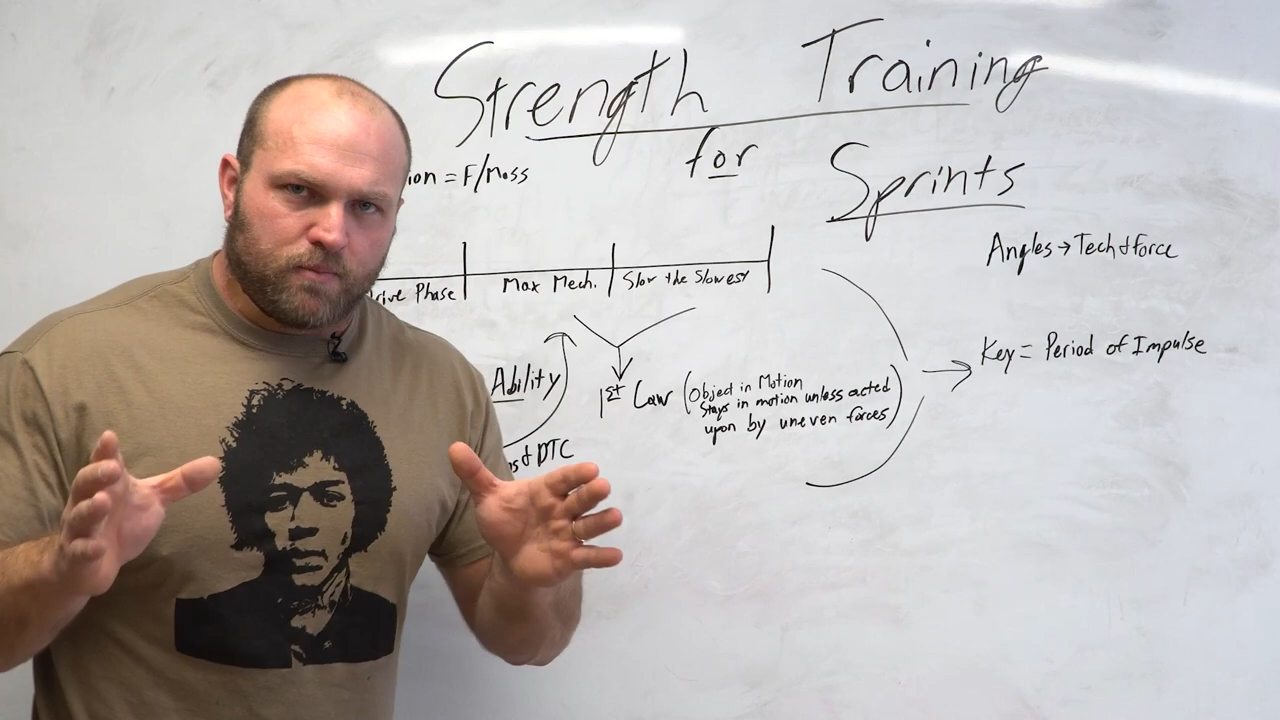 Strength Training
for
Sprints
ion = F/Mass
Angles → Tech & force
rive Phase | Max Mech. | Slow the Slowest
Key = Period of Impulse
Ability
1st Law (Object in Motion
Stays in motion unless acted
upon by uneven forces)
st DTC